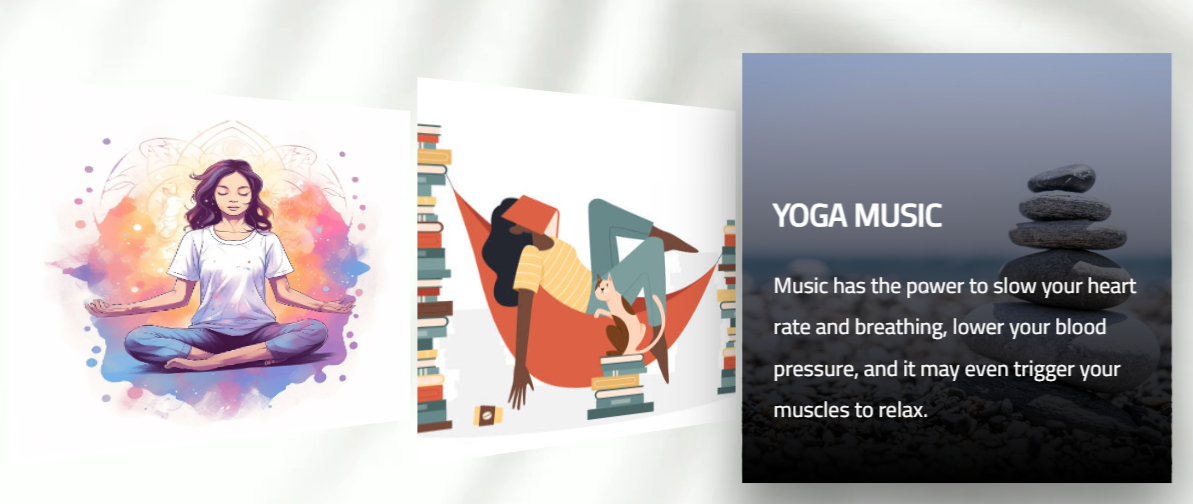 YOGA MUSIC
Music has the power to slow your heart
rate and breathing, lower your blood
pressure, and it may even trigger your
muscles to relax.